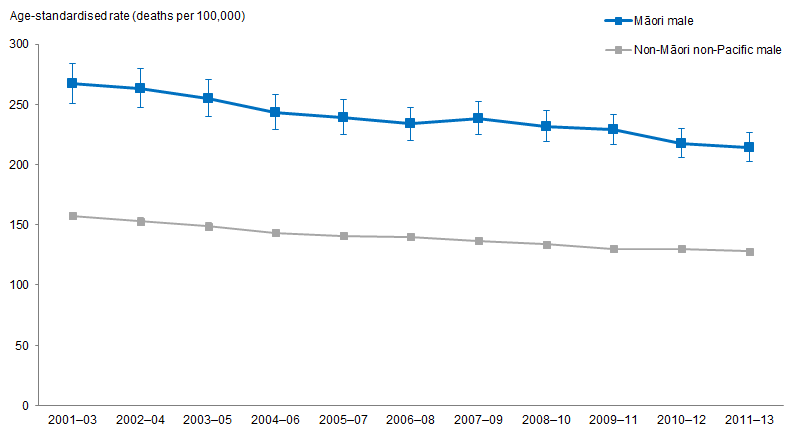 Age-standardised rate (deaths per 100,000)
Māori male
Non-Māori non-Pacific male
300
250
200
150
100
50
0
2001–03 2002–04 2003–05 2004–06 2005–07 2006–08 2007–09 2008–10 2009–11 2010–12 2011–13